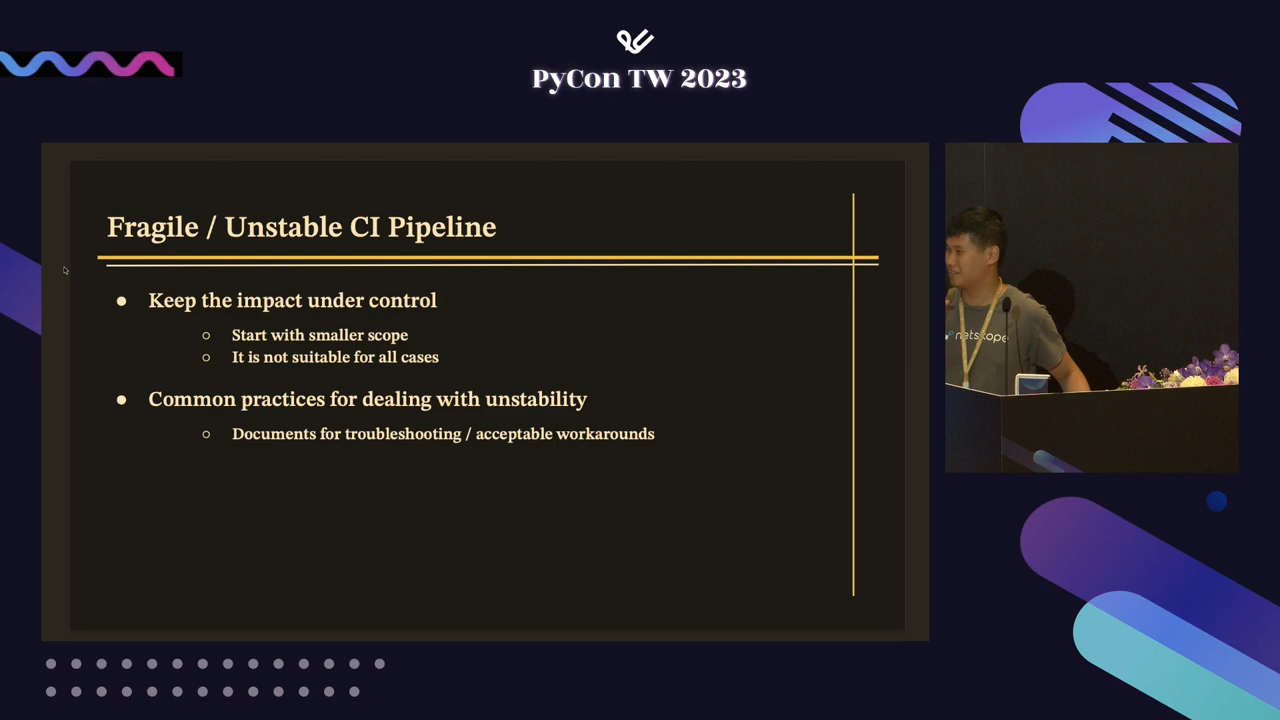 PyCon TW 2023
Fragile / Unstable CI Pipeline
● Keep the impact under control
○ Start with smaller scope
○ It is not suitable for all cases
● Common practices for dealing with unstability
○ Documents for troubleshooting / acceptable workarounds
netskope